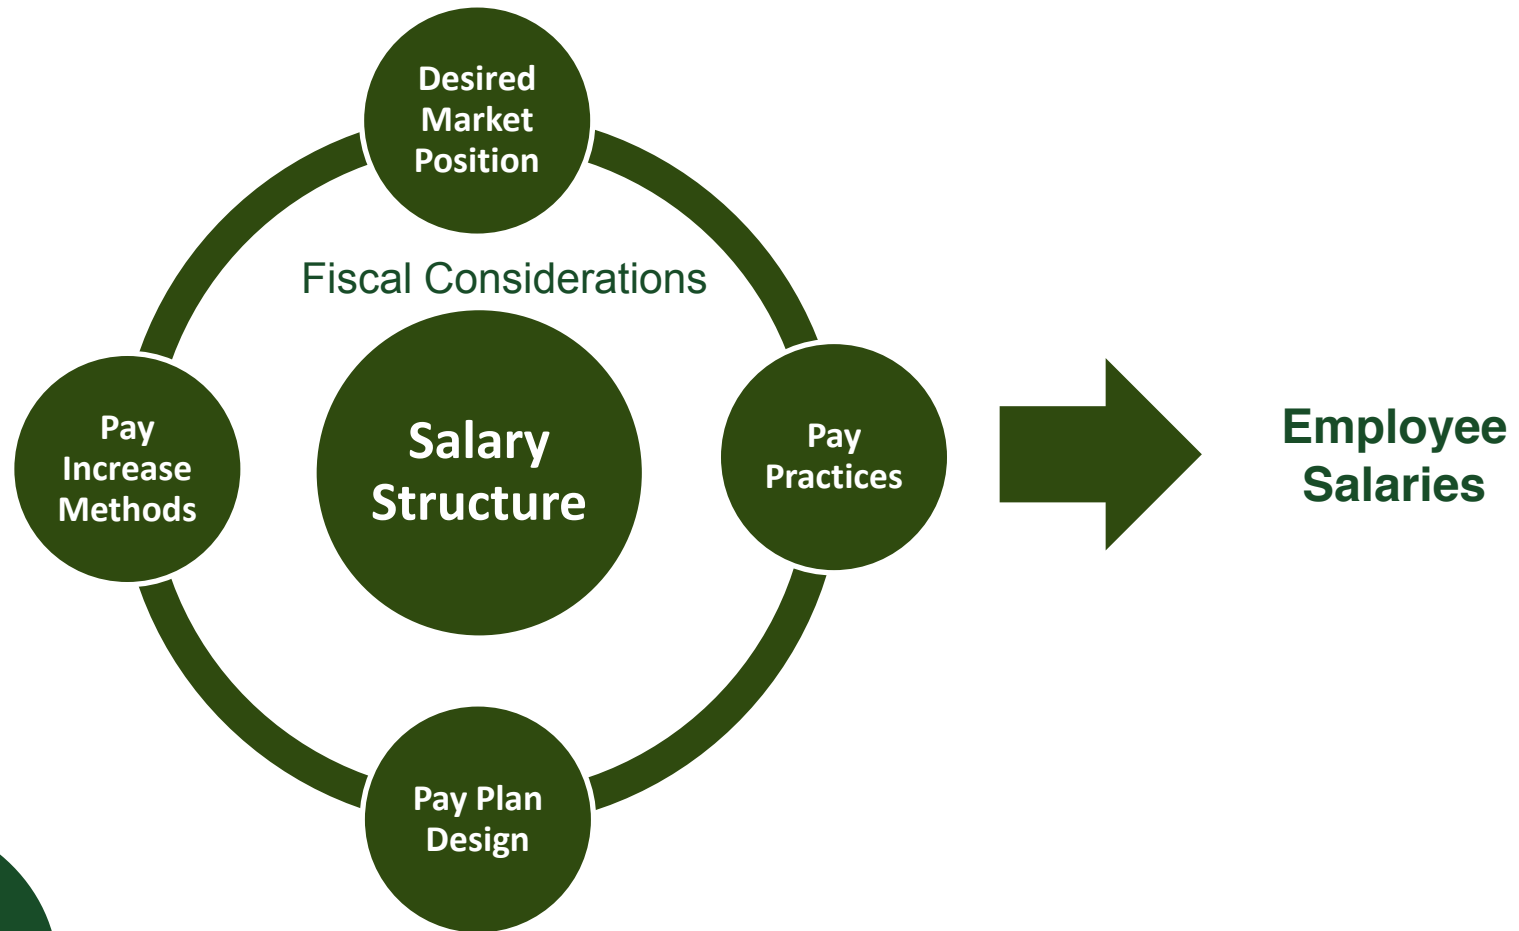 Desired
Market
Position
Fiscal Considerations
Pay
Increase
Methods
Salary
Structure
Pay
Practices
Employee
Salaries
Pay Plan
Design